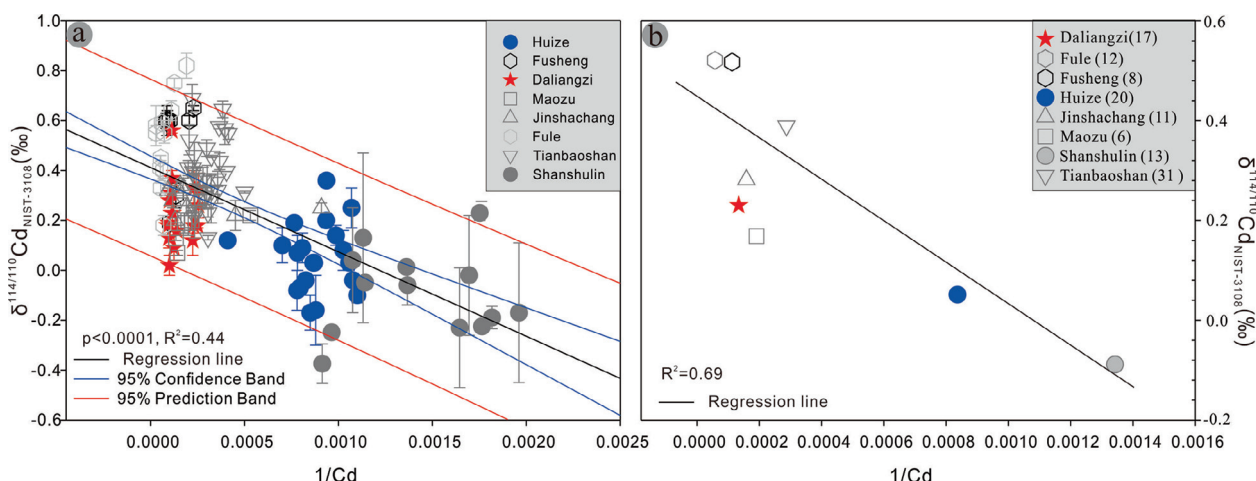 a
1.0
0.8
0.6
0.4
0.2
0.0
-0.2
-0.4
-0.6
δ114/110CdNIST-3108(‰)
Huize
Fusheng
Daliangzi
Maozu
Jinshachang
Fule
Tianbaoshan
Shanshulin
p<0.0001, R²=0.44
Regression line
95% Confidence Band
95% Prediction Band
0.0000 0.0005 0.0010 0.0015 0.0020 0.0025
1/Cd
b
Daliangzi(17)
Fule (12)
Fusheng (8)
Huize (20)
Jinshachang (11)
Maozu (6)
Shanshulin (13)
Tianbaoshan (31)
R²=0.69
Regression line
0.0000 0.0002 0.0004 0.0006 0.0008 0.0010 0.0012 0.0014 0.0016
1/Cd
0.6
0.4
0.2
0.0
-0.2
δ114/110CdNIST-3108(‰)